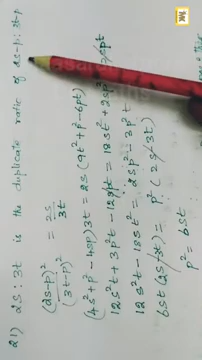 21) 2s : 3t is the duplicate ratio of 2s-p : 3t-p
(2s-p)² / (3t-p)² = 2s / 3t
(4s²+p²-4sp)3t = 2s(9t²+p²-6pt)
12s²t+3p²t-12spt = 18st²+2sp²
12s²t-18st² = 2sp²-3p²t
6st(2s-3t) = p²(2s-3t)
p² = 6st